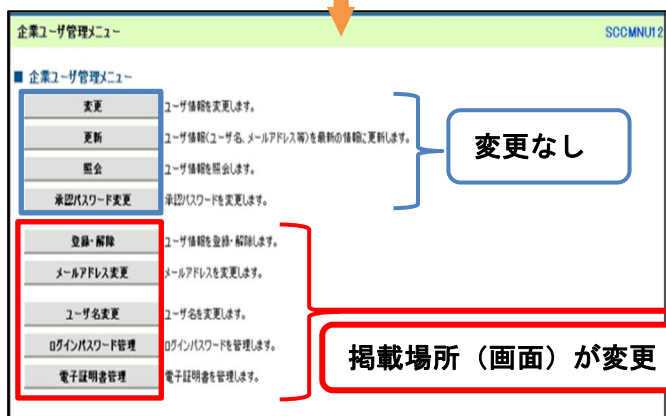 企業ユーザ管理メニュー SCCMNU12
■ 企業ユーザ管理メニュー
変更 ユーザ情報を変更します。
更新 ユーザ情報(ユーザ名、メールアドレス等)を最新の情報に更新します。
照会 ユーザ情報を照会します。
承認パスワード変更 承認パスワードを変更します。
変更なし
登録・解除 ユーザ情報を登録・解除します。
メールアドレス変更 メールアドレスを変更します。
ユーザ名変更 ユーザ名を変更します。
ログインパスワード管理 ログインパスワードを管理します。
電子証明書管理 電子証明書を管理します。
掲載場所（画面）が変更